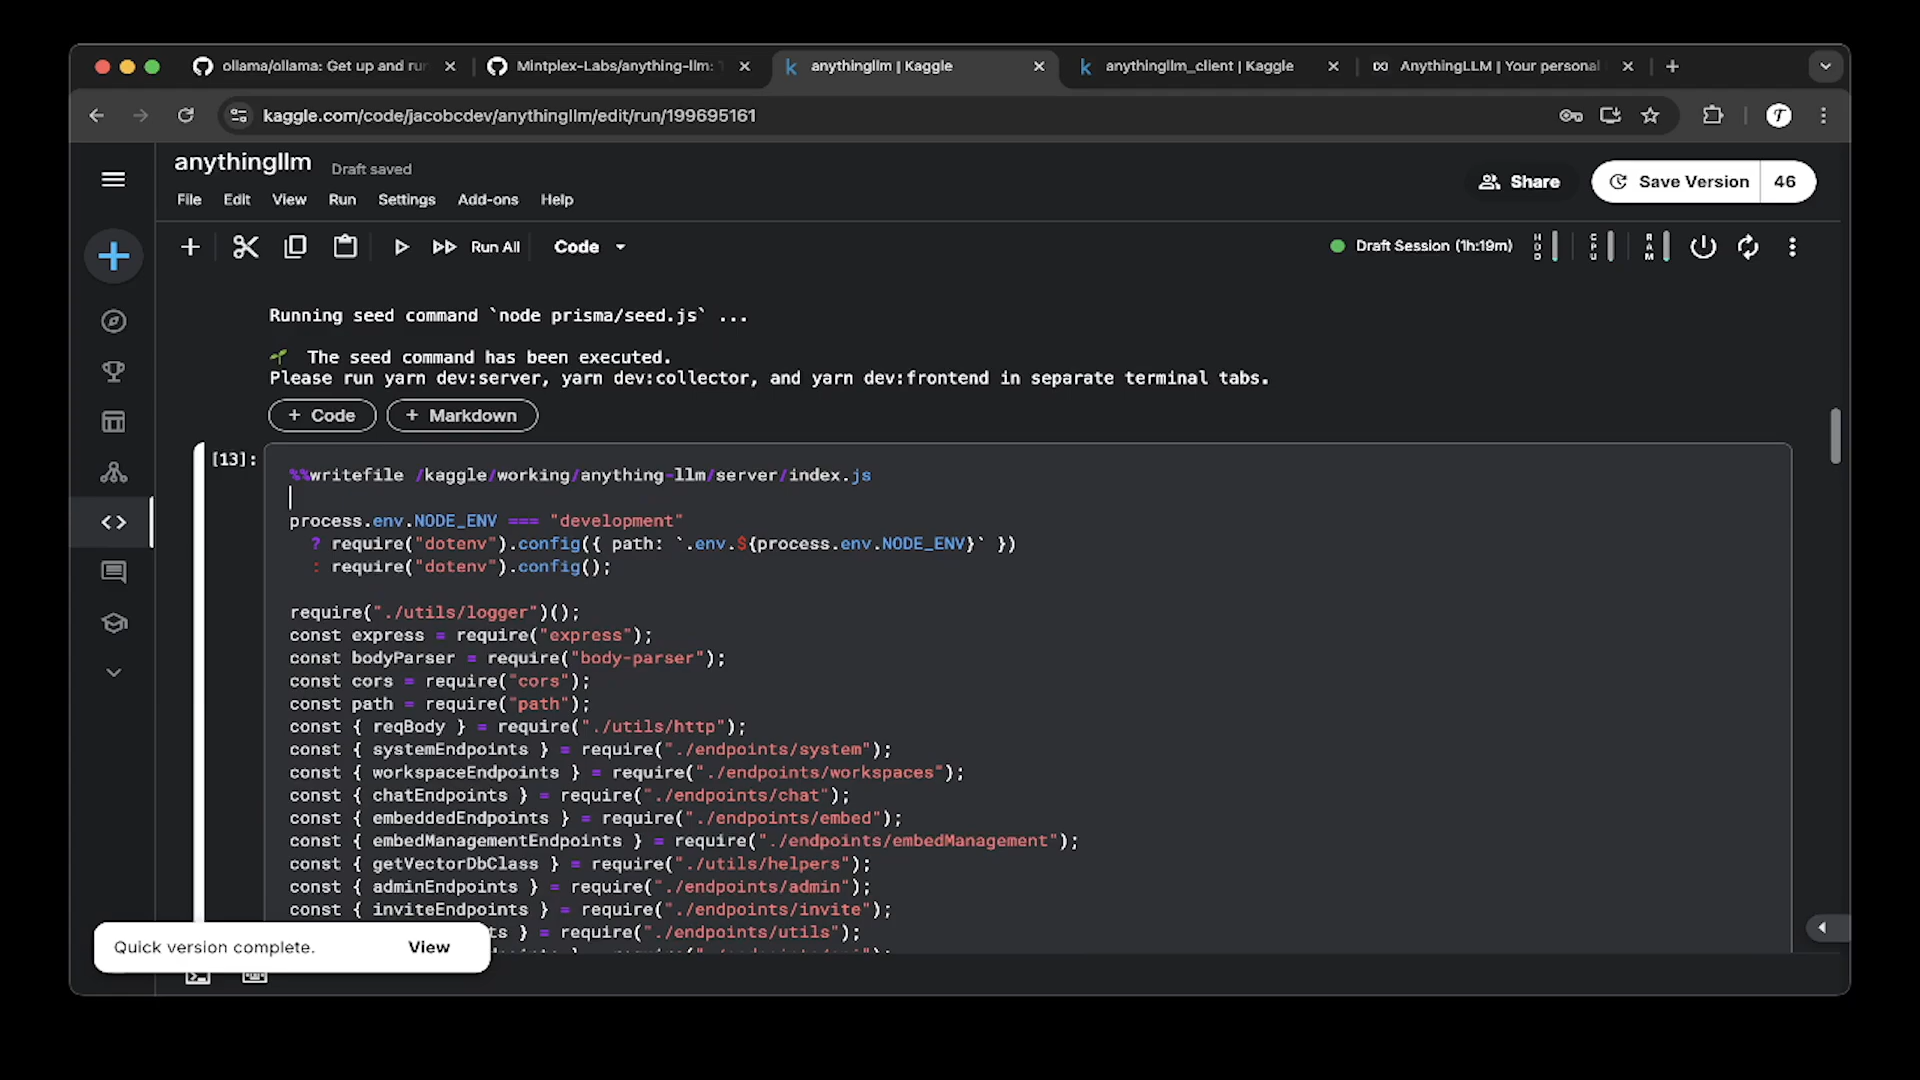 ollama/ollama: Get up and run
Mintplex-Labs/anything-llm:
anythingllm | Kaggle
anythingllm_client | Kaggle
AnythingLLM | Your personal
kaggle.com/code/jacobcdev/anythingllm/edit/run/199695161
anythingllm Draft saved
Share
Save Version 46
File Edit View Run Settings Add-ons Help
Run All Code
Draft Session (1h:19m) HDD CPU RAM
Running seed command `node prisma/seed.js` ...
The seed command has been executed.
Please run yarn dev:server, yarn dev:collector, and yarn dev:frontend in separate terminal tabs.
+ Code + Markdown
[13]:
%%writefile /kaggle/working/anything-llm/server/index.js
process.env.NODE_ENV === "development"
? require("dotenv").config({ path: `.env.${process.env.NODE_ENV}` })
: require("dotenv").config();
require("./utils/logger")();
const express = require("express");
const bodyParser = require("body-parser");
const cors = require("cors");
const path = require("path");
const { reqBody } = require("./utils/http");
const { systemEndpoints } = require("./endpoints/system");
const { workspaceEndpoints } = require("./endpoints/workspaces");
const { chatEndpoints } = require("./endpoints/chat");
const { embeddedEndpoints } = require("./endpoints/embed");
const { embedManagementEndpoints } = require("./endpoints/embedManagement");
const { getVectorDbClass } = require("./utils/helpers");
const { adminEndpoints } = require("./endpoints/admin");
const { inviteEndpoints } = require("./endpoints/invite");
ts } = require("./endpoints/utils");
Quick version complete. View